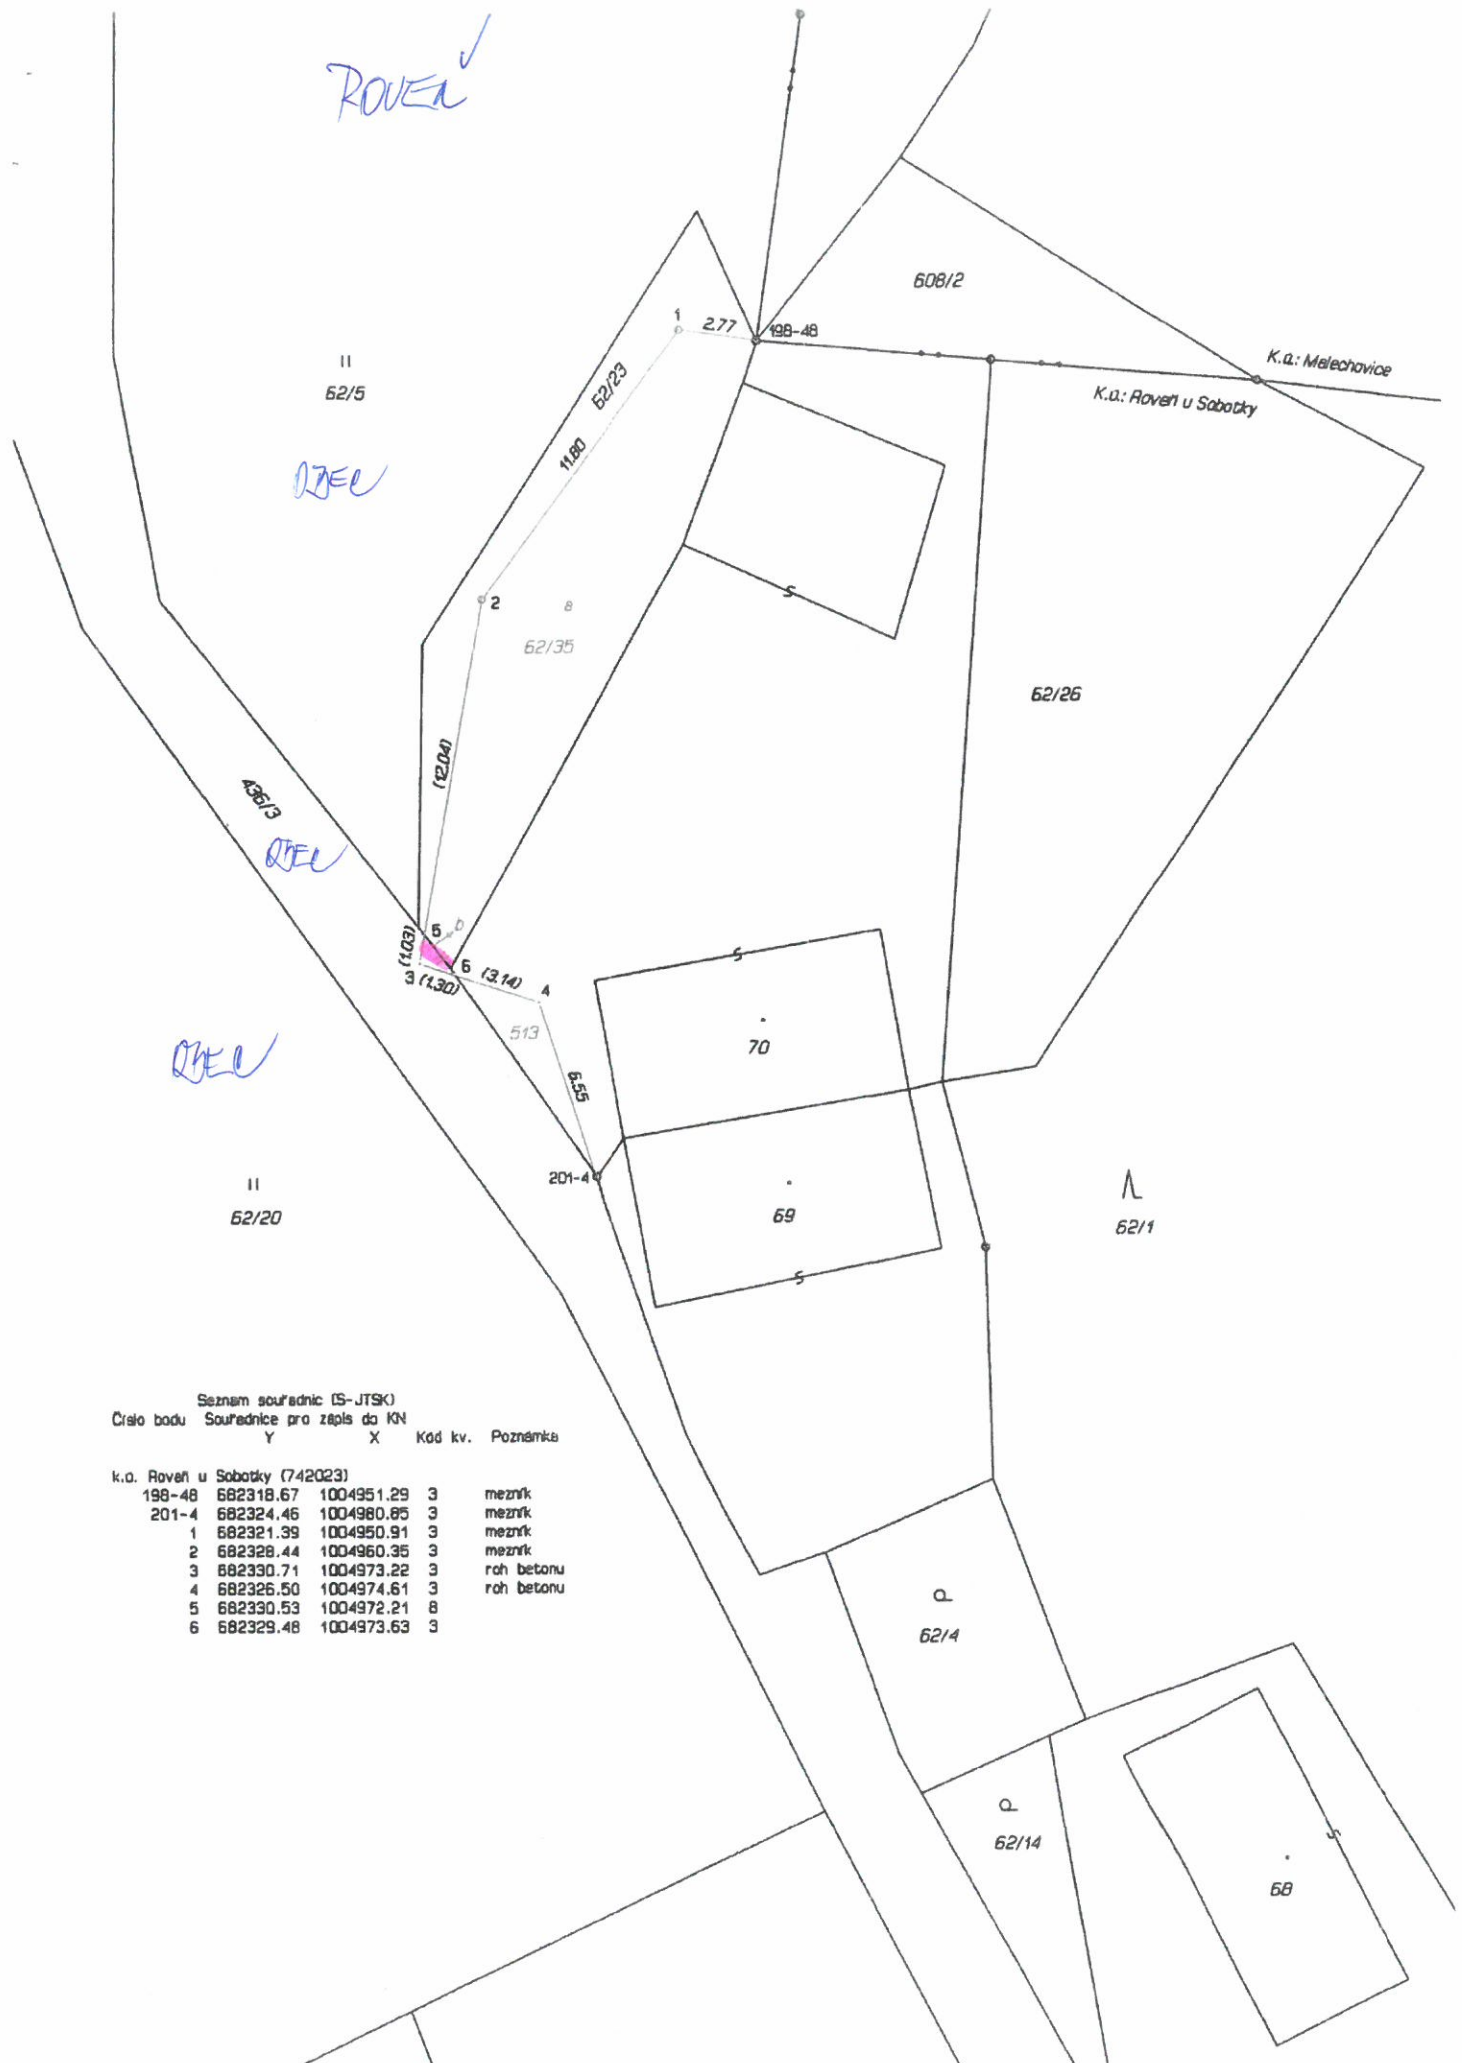 ROVEŇ
608/2
1
2.77
198-48
K.ú.: Malechovice
K.ú.: Roveň u Sobotky
II
62/5
62/23
11.80
OBEC
2
62/35
62/26
(12.04)
436/3
OBEC
(1.03)
5
6
3
(1.30)
(3.14)
4
513
70
OBEC
6.55
201-4
II
62/20
69
62/1
Seznam souřadnic (S-JTSK)
Číslo bodu Souřadnice pro zápis do KN
Y X Kód kv. Poznámka
k.ú. Roveň u Sobotky (742023)
198-48 682318.67 1004951.29 3 mezník
201-4 682324.46 1004980.85 3 mezník
1 682321.39 1004950.91 3 mezník
2 682328.44 1004960.35 3 mezník
3 682330.71 1004973.22 3 roh betonu
4 682326.50 1004974.61 3 roh betonu
5 682330.53 1004972.21 8
6 682329.48 1004973.63 3
62/4
62/14
68